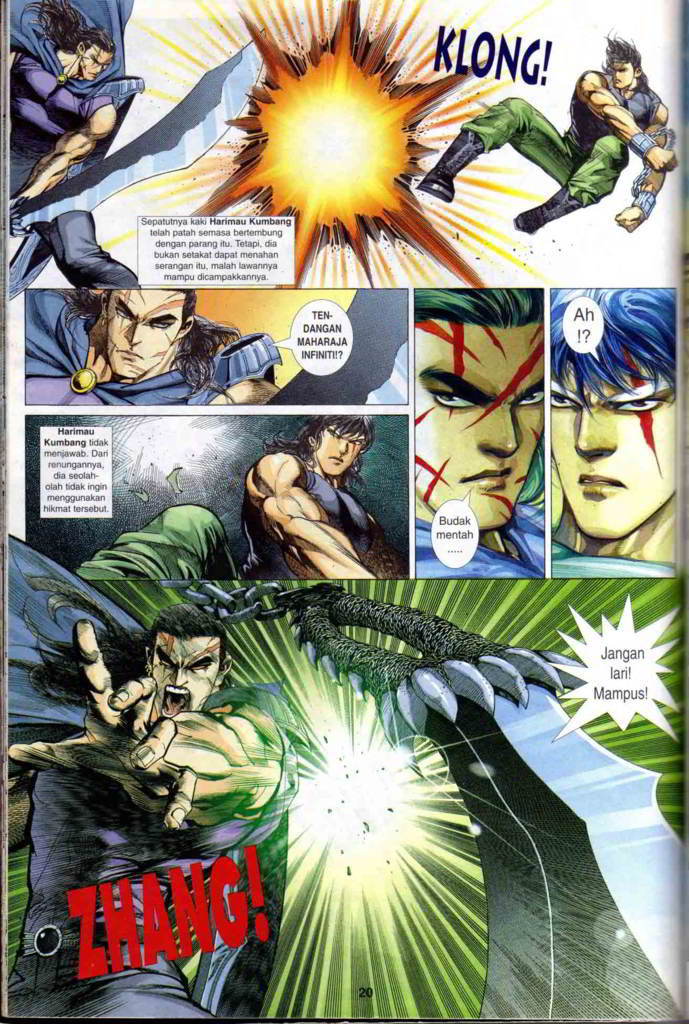 KLONG!
Sepatutnya kaki Harimau Kumbang
telah patah semasa bertembung
dengan parang itu. Tetapi, dia
bukan setakat dapat menahan
serangan itu, malah lawannya
mampu dicampakkannya.
TEN-
DANGAN
MAHARAJA
INFINITI!?
Harimau
Kumbang tidak
menjawab. Dari
renungannya,
dia seolah-
olah tidak ingin
menggunakan
hikmat tersebut.
Budak
mentah
.....
Ah
!?
Jangan
lari!
Mampus!
ZHANG!
20